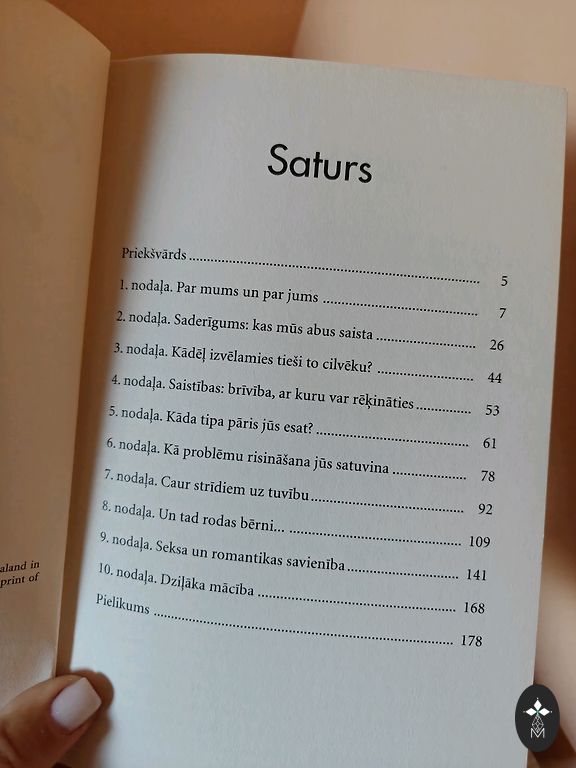 Saturs
Priekšvārds ........ 5
1. nodaļa. Par mums un par jums ........ 7
2. nodaļa. Saderīgums: kas mūs abus saista ........ 26
3. nodaļa. Kādēļ izvēlamies tieši to cilvēku? ........ 44
4. nodaļa. Saistības: brīvība, ar kuru var rēķināties ........ 53
5. nodaļa. Kāda tipa pāris jūs esat? ........ 61
6. nodaļa. Kā problēmu risināšana jūs satuvina ........ 78
7. nodaļa. Caur strīdiem uz tuvību ........ 92
8. nodaļa. Un tad rodas bērni... ........ 109
9. nodaļa. Seksa un romantikas savienība ........ 141
10. nodaļa. Dziļāka mācība ........ 168
Pielikums ........ 178
aland in
print of
M